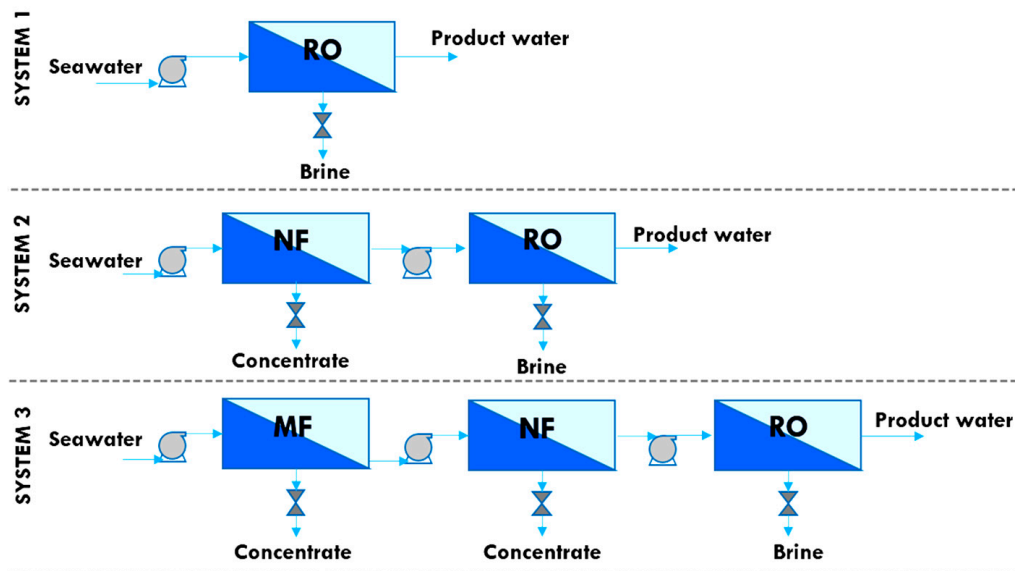 SYSTEM 1
Seawater
RO
Product water
Brine
SYSTEM 2
Seawater
NF
RO
Product water
Concentrate
Brine
SYSTEM 3
Seawater
MF
NF
RO
Product water
Concentrate
Concentrate
Brine